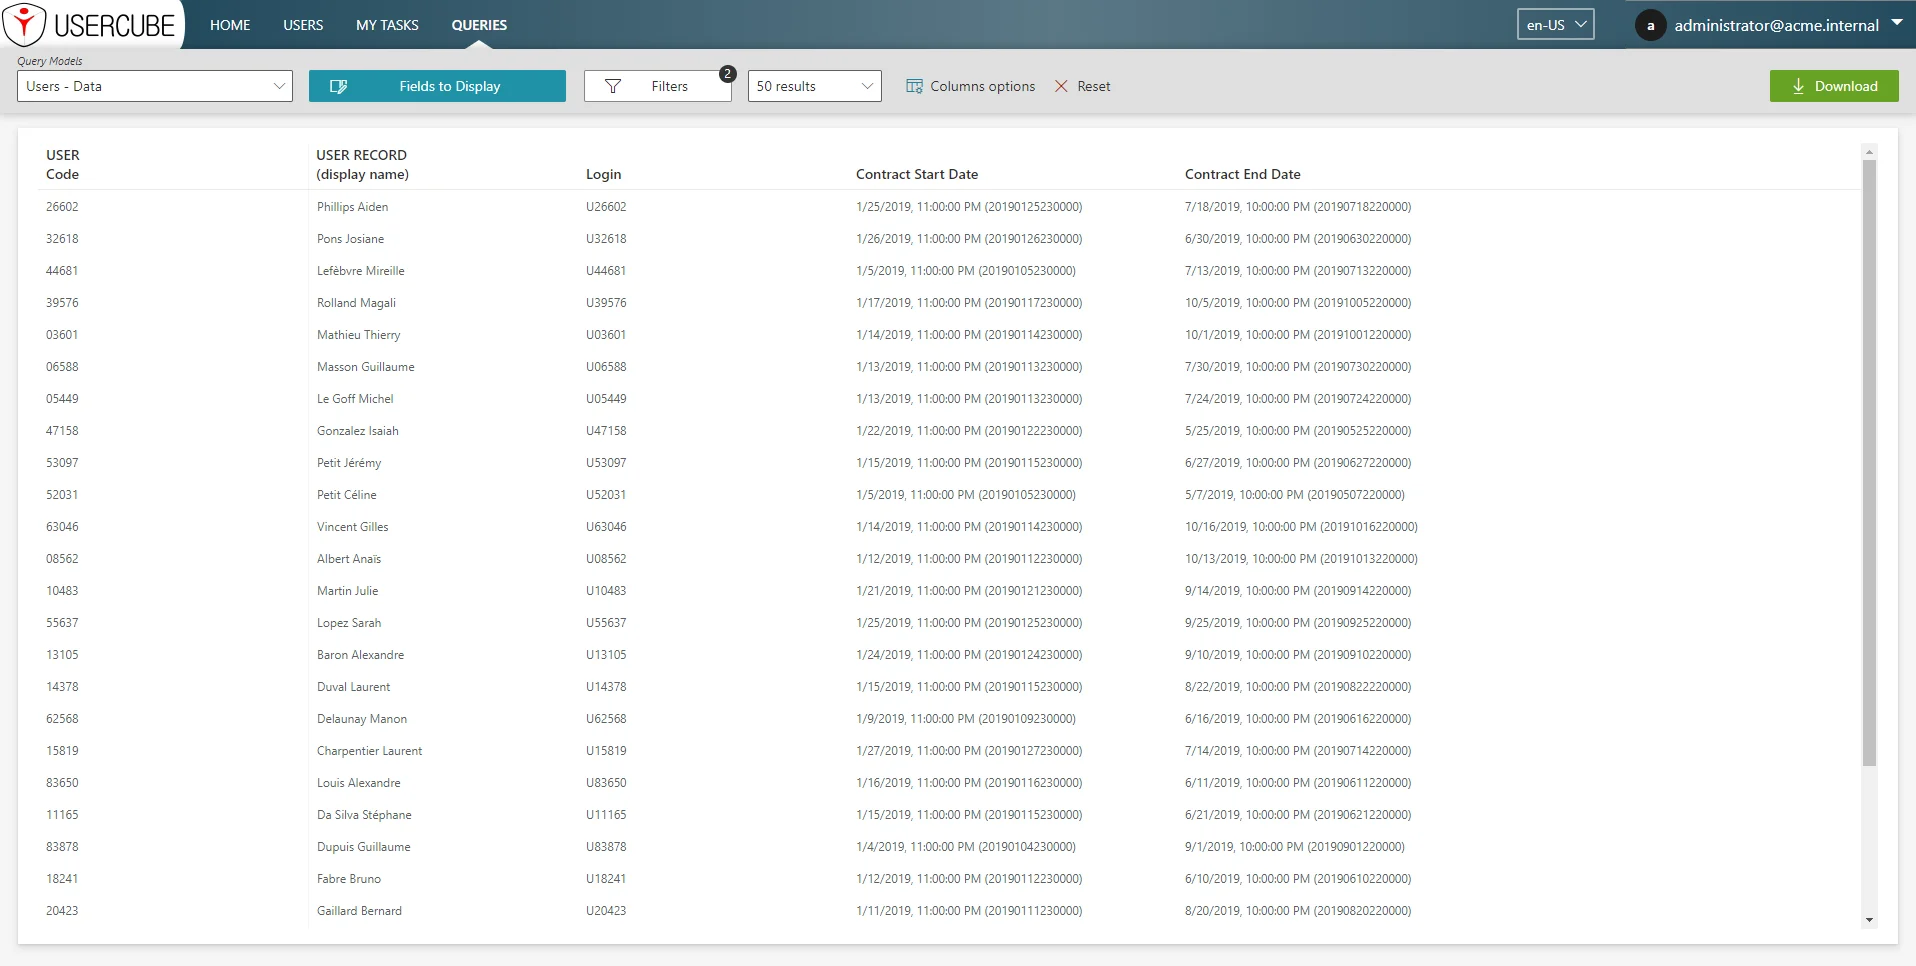 USERCUBE HOME USERS MY TASKS QUERIES en-US a administrator@acme.internal
Query Models
Users - Data Fields to Display Filters 2 50 results Columns options Reset Download
USER USER RECORD
Code (display name) Login Contract Start Date Contract End Date
26602 Phillips Aiden U26602 1/25/2019, 11:00:00 PM (20190125230000) 7/18/2019, 10:00:00 PM (20190718220000)
32618 Pons Josiane U32618 1/26/2019, 11:00:00 PM (20190126230000) 6/30/2019, 10:00:00 PM (20190630220000)
44681 Lefèbvre Mireille U44681 1/5/2019, 11:00:00 PM (20190105230000) 7/13/2019, 10:00:00 PM (20190713220000)
39576 Rolland Magali U39576 1/17/2019, 11:00:00 PM (20190117230000) 10/5/2019, 10:00:00 PM (20191005220000)
03601 Mathieu Thierry U03601 1/14/2019, 11:00:00 PM (20190114230000) 10/1/2019, 10:00:00 PM (20191001220000)
06588 Masson Guillaume U06588 1/13/2019, 11:00:00 PM (20190113230000) 7/30/2019, 10:00:00 PM (20190730220000)
05449 Le Goff Michel U05449 1/13/2019, 11:00:00 PM (20190113230000) 7/24/2019, 10:00:00 PM (20190724220000)
47158 Gonzalez Isaiah U47158 1/22/2019, 11:00:00 PM (20190122230000) 5/25/2019, 10:00:00 PM (20190525220000)
53097 Petit Jérémy U53097 1/15/2019, 11:00:00 PM (20190115230000) 6/27/2019, 10:00:00 PM (20190627220000)
52031 Petit Céline U52031 1/5/2019, 11:00:00 PM (20190105230000) 5/7/2019, 10:00:00 PM (20190507220000)
63046 Vincent Gilles U63046 1/14/2019, 11:00:00 PM (20190114230000) 10/16/2019, 10:00:00 PM (20191016220000)
08562 Albert Anaïs U08562 1/12/2019, 11:00:00 PM (20190112230000) 10/13/2019, 10:00:00 PM (20191013220000)
10483 Martin Julie U10483 1/21/2019, 11:00:00 PM (20190121230000) 9/14/2019, 10:00:00 PM (20190914220000)
55637 Lopez Sarah U55637 1/25/2019, 11:00:00 PM (20190125230000) 9/25/2019, 10:00:00 PM (20190925220000)
13105 Baron Alexandre U13105 1/24/2019, 11:00:00 PM (20190124230000) 9/10/2019, 10:00:00 PM (20190910220000)
14378 Duval Laurent U14378 1/15/2019, 11:00:00 PM (20190115230000) 8/22/2019, 10:00:00 PM (20190822220000)
62568 Delaunay Manon U62568 1/9/2019, 11:00:00 PM (20190109230000) 6/16/2019, 10:00:00 PM (20190616220000)
15819 Charpentier Laurent U15819 1/27/2019, 11:00:00 PM (20190127230000) 7/14/2019, 10:00:00 PM (20190714220000)
83650 Louis Alexandre U83650 1/16/2019, 11:00:00 PM (20190116230000) 6/11/2019, 10:00:00 PM (20190611220000)
11165 Da Silva Stéphane U11165 1/15/2019, 11:00:00 PM (20190115230000) 6/21/2019, 10:00:00 PM (20190621220000)
83878 Dupuis Guillaume U83878 1/4/2019, 11:00:00 PM (20190104230000) 9/1/2019, 10:00:00 PM (20190901220000)
18241 Fabre Bruno U18241 1/12/2019, 11:00:00 PM (20190112230000) 6/10/2019, 10:00:00 PM (20190610220000)
20423 Gaillard Bernard U20423 1/11/2019, 11:00:00 PM (20190111230000) 8/20/2019, 10:00:00 PM (20190820220000)